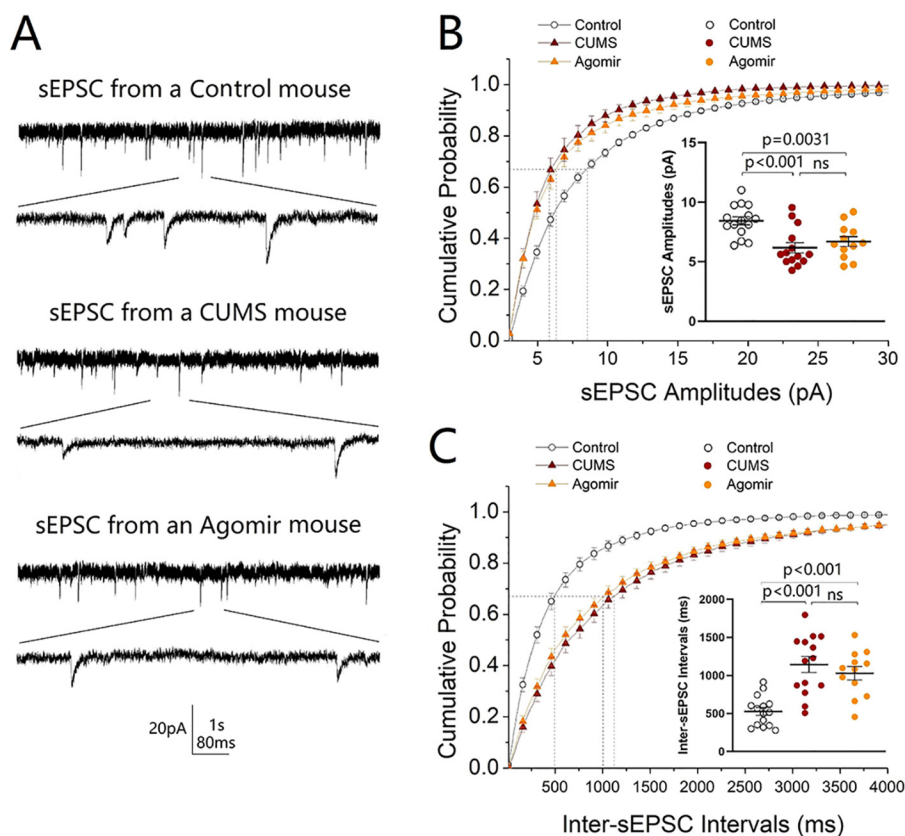 A
sEPSC from a Control mouse
sEPSC from a CUMS mouse
sEPSC from an Agomir mouse
20pA
1s
80ms
B
Control
CUMS
Agomir
Control
CUMS
Agomir
Cumulative Probability
1.0
0.8
0.6
0.4
0.2
0.0
5
10
15
20
25
30
sEPSC Amplitudes (pA)
p=0.0031
p<0.001
ns
sEPSC Amplitudes (pA)
15
10
5
0
C
Control
CUMS
Agomir
Control
CUMS
Agomir
Cumulative Probability
1.0
0.8
0.6
0.4
0.2
0.0
500
1000
1500
2000
2500
3000
3500
4000
Inter-sEPSC Intervals (ms)
p<0.001
p<0.001
ns
Inter-sEPSC Intervals (ms)
2000
1500
1000
500
0